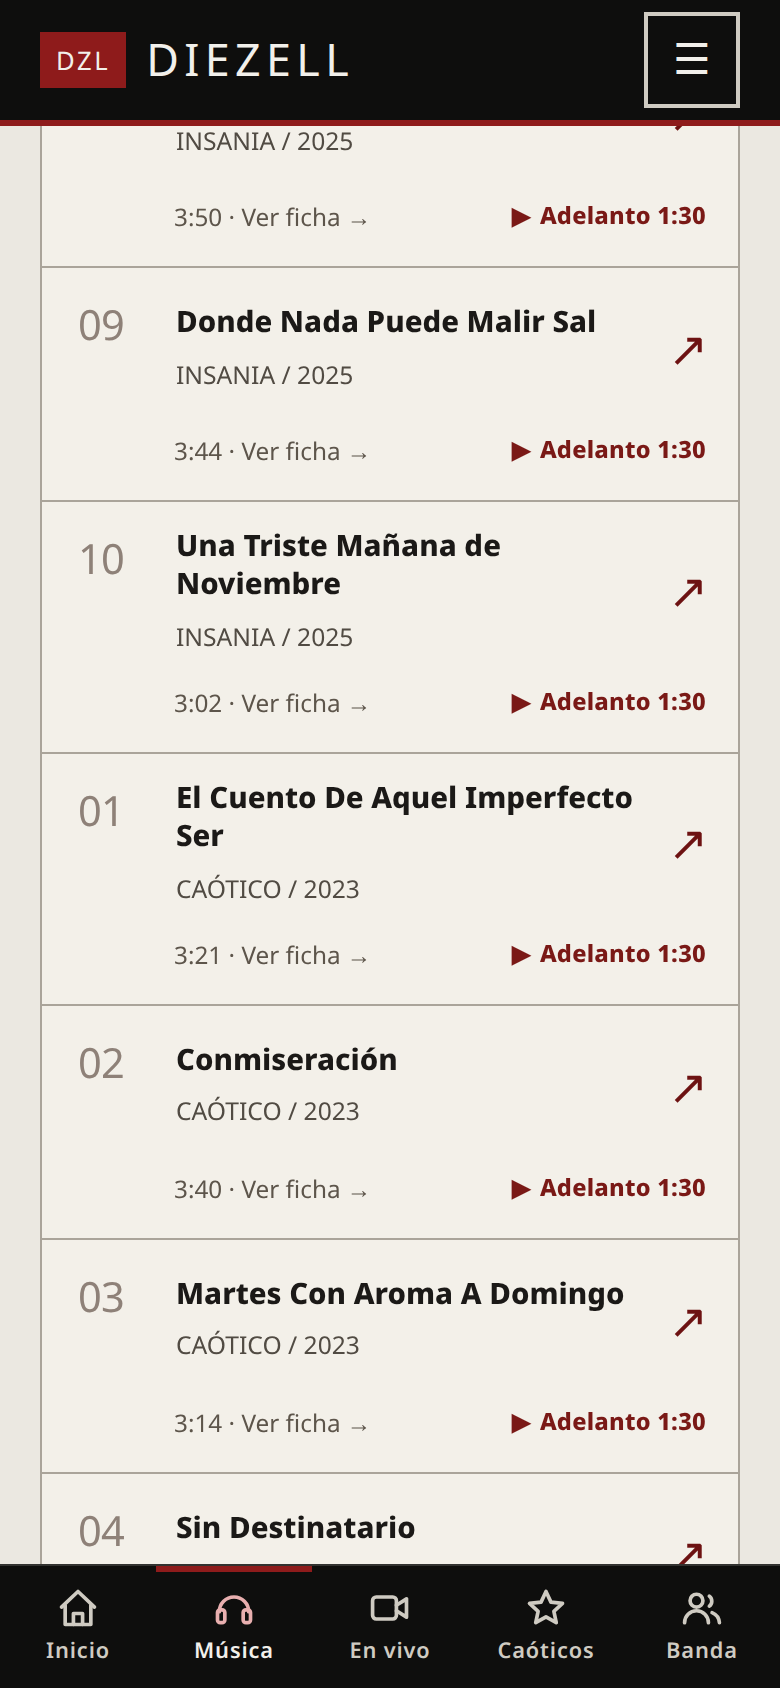 DZL DIEZELL ☰
INSANIA / 2025
3:50 · Ver ficha → ▶ Adelanto 1:30
09 Donde Nada Puede Malir Sal ↗
INSANIA / 2025
3:44 · Ver ficha → ▶ Adelanto 1:30
10 Una Triste Mañana de
Noviembre ↗
INSANIA / 2025
3:02 · Ver ficha → ▶ Adelanto 1:30
01 El Cuento De Aquel Imperfecto
Ser ↗
CAÓTICO / 2023
3:21 · Ver ficha → ▶ Adelanto 1:30
02 Conmiseración ↗
CAÓTICO / 2023
3:40 · Ver ficha → ▶ Adelanto 1:30
03 Martes Con Aroma A Domingo ↗
CAÓTICO / 2023
3:14 · Ver ficha → ▶ Adelanto 1:30
04 Sin Destinatario ↗
Inicio Música En vivo Caóticos Banda